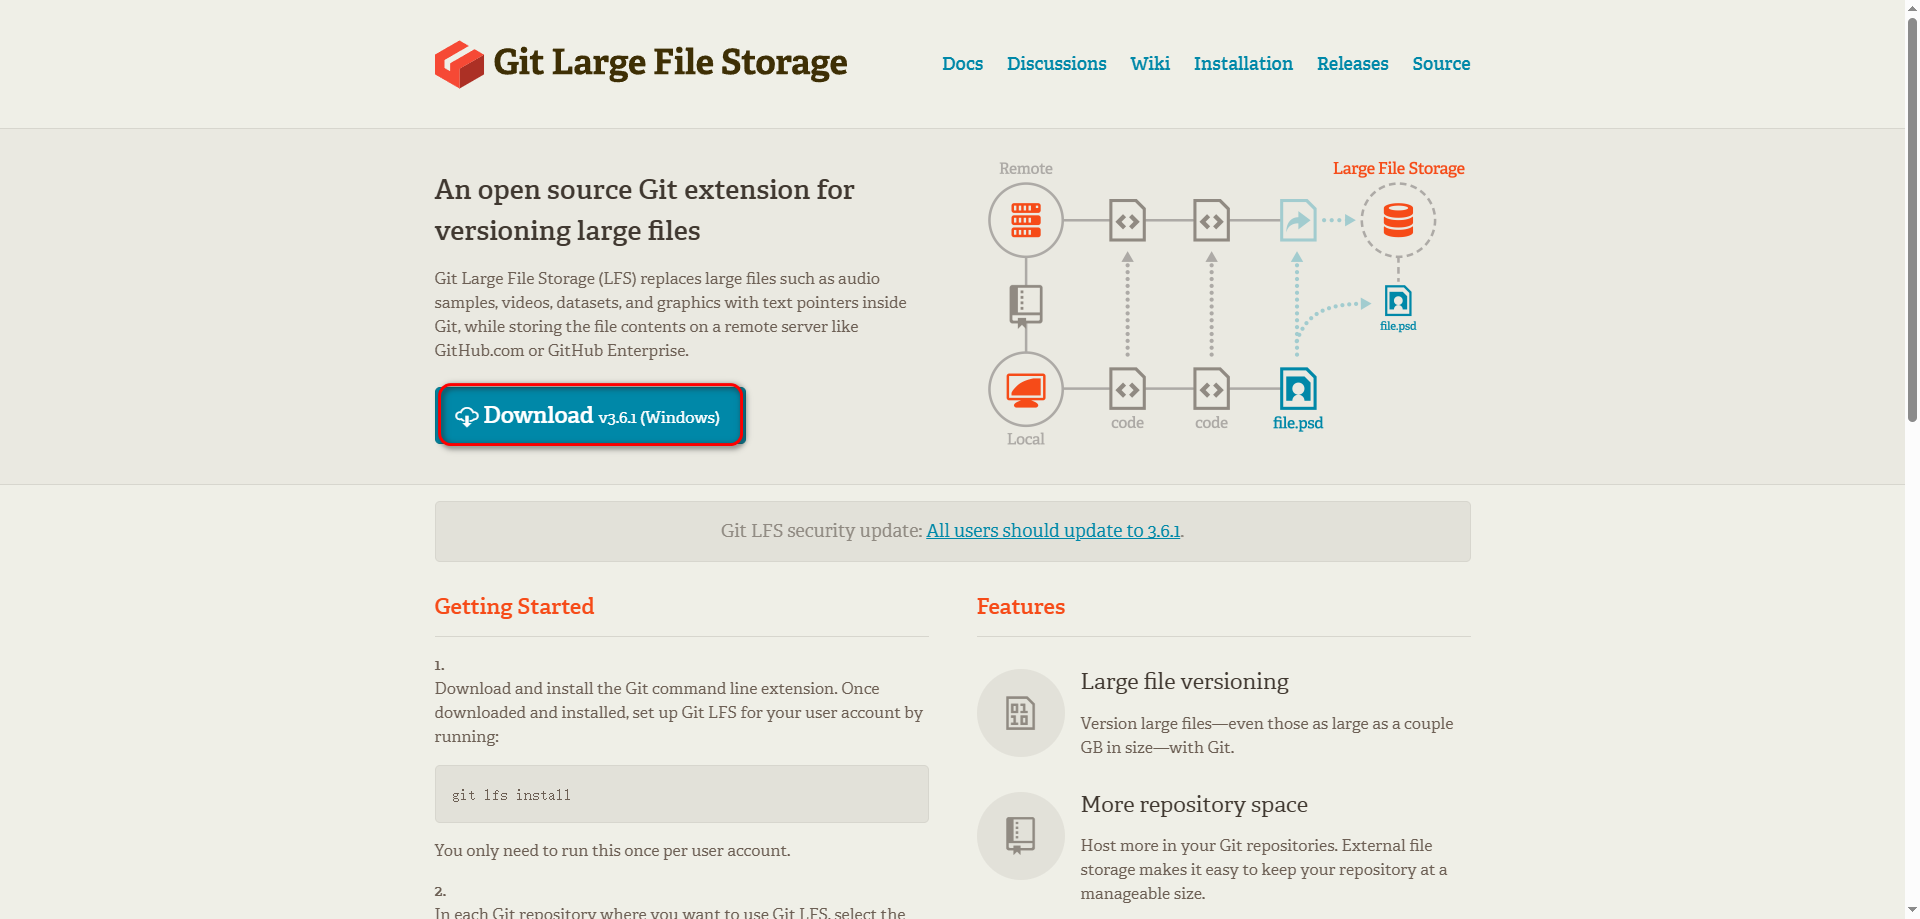 Git Large File Storage
Docs Discussions Wiki Installation Releases Source
An open source Git extension for
versioning large files
Git Large File Storage (LFS) replaces large files such as audio
samples, videos, datasets, and graphics with text pointers inside
Git, while storing the file contents on a remote server like
GitHub.com or GitHub Enterprise.
Download v3.6.1 (Windows)
Remote
Large File Storage
file.psd
Local
code
code
file.psd
Git LFS security update: All users should update to 3.6.1.
Getting Started
1.
Download and install the Git command line extension. Once
downloaded and installed, set up Git LFS for your user account by
running:
git lfs install
You only need to run this once per user account.
2.
In each Git repository where you want to use Git LFS, select the
Features
01
10
Large file versioning
Version large files—even those as large as a couple
GB in size—with Git.
More repository space
Host more in your Git repositories. External file
storage makes it easy to keep your repository at a
manageable size.